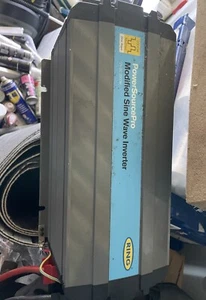 PowerSourcePro
Modified Sine Wave Inverter
RING